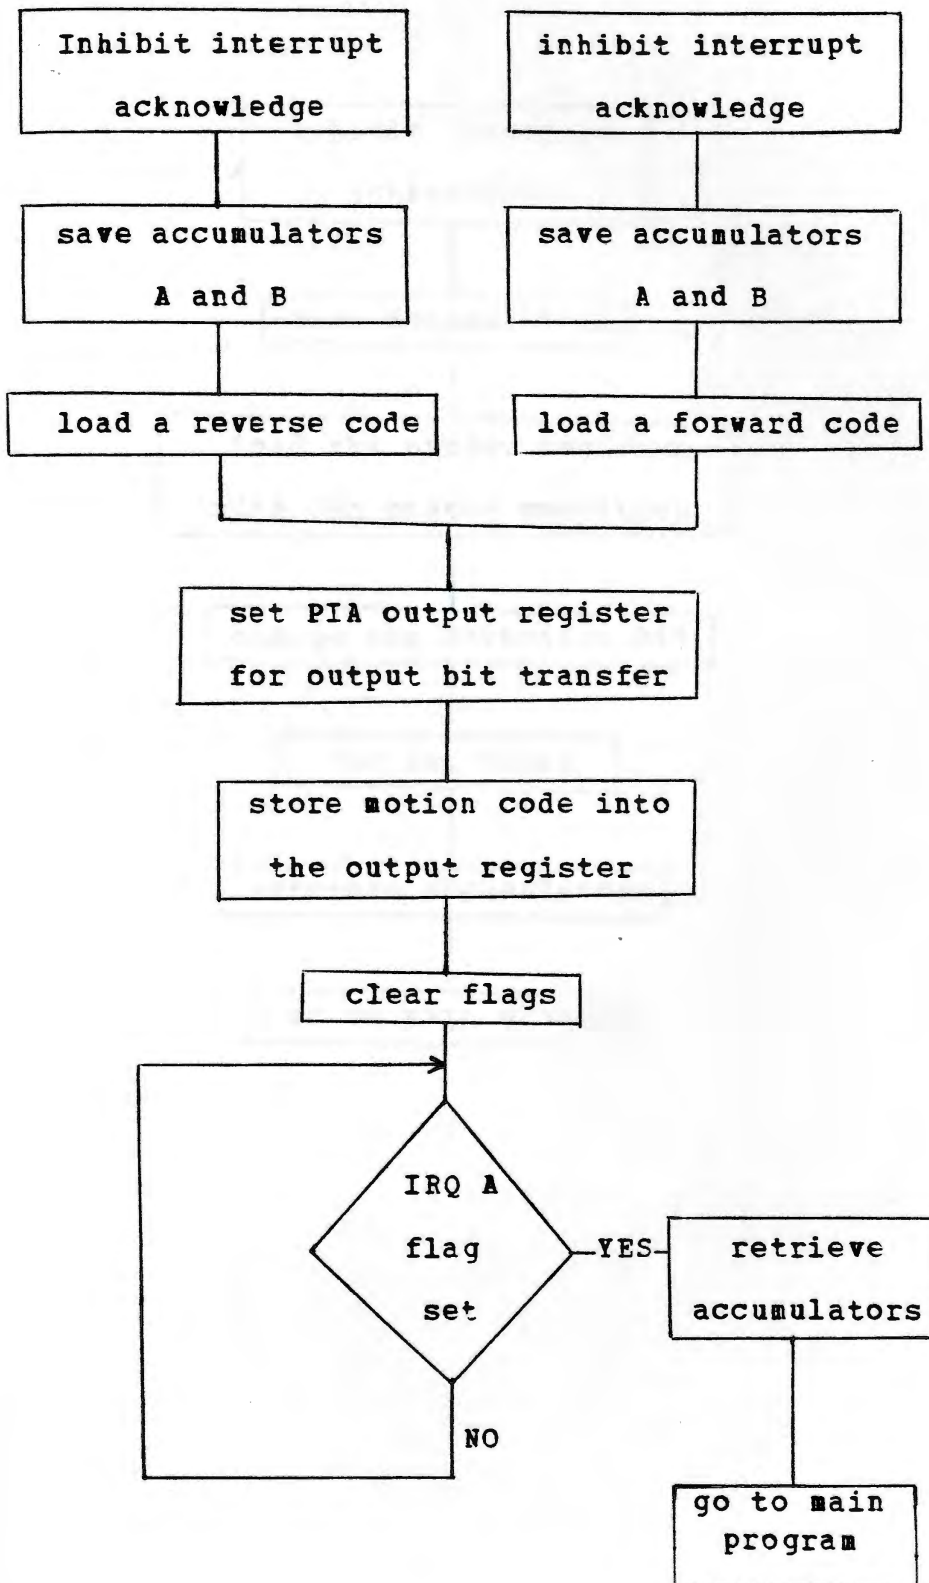 Inhibit interrupt
acknowledge
inhibit interrupt
acknowledge
save accumulators
A and B
save accumulators
A and B
load a reverse code
load a forward code
set PIA output register
for output bit transfer
store motion code into
the output register
clear flags
IRQ A
flag
set
YES
retrieve
accumulators
NO
go to main
program